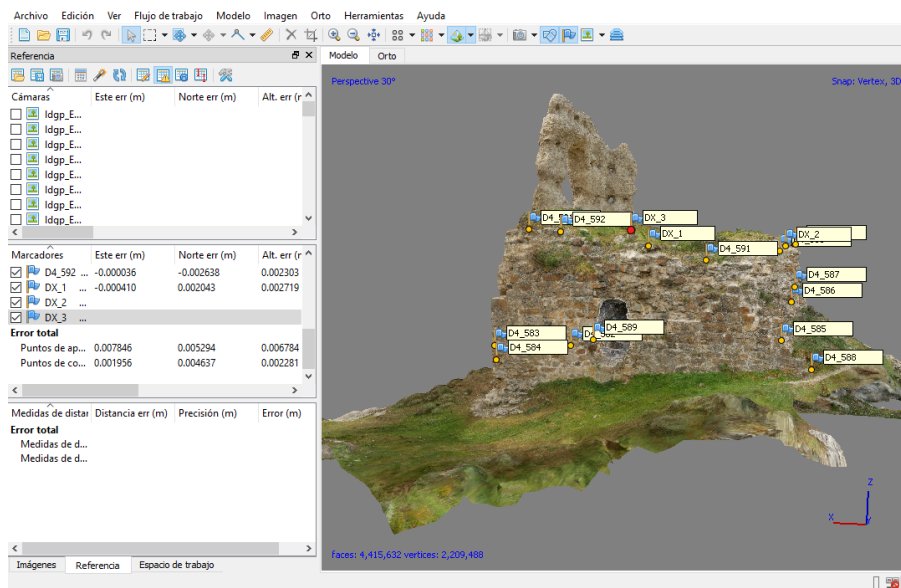 Archivo Edición Ver Flujo de trabajo Modelo Imagen Orto Herramientas Ayuda
Referencia
Modelo Orto
Perspective 30°
Snap: Vertex, 3D
Cámaras Este err (m) Norte err (m) Alt. err (r
ldgp_E...
ldgp_E...
ldgp_E...
ldgp_E...
ldgp_E...
ldgp_E...
ldgp_E...
ldgp_E...
Marcadores Este err (m) Norte err (m) Alt. err (r
D4_592 ... -0.000036 -0.002638 0.002303
DX_1 ... -0.000410 0.002043 0.002719
DX_2 ...
DX_3 ...
Error total
Puntos de ap... 0.007846 0.005294 0.006784
Puntos de co... 0.001956 0.004637 0.002281
Medidas de distar Distancia err (m) Precisión (m) Error (m)
Error total
Medidas de d...
Medidas de d...
D4_592
DX_3
DX_1
D4_591
DX_2
D4_587
D4_586
D4_585
D4_588
D4_583
D4_584
D4_589
Z
X
Y
faces: 4,415,632 vertices: 2,209,488
Imágenes Referencia Espacio de trabajo